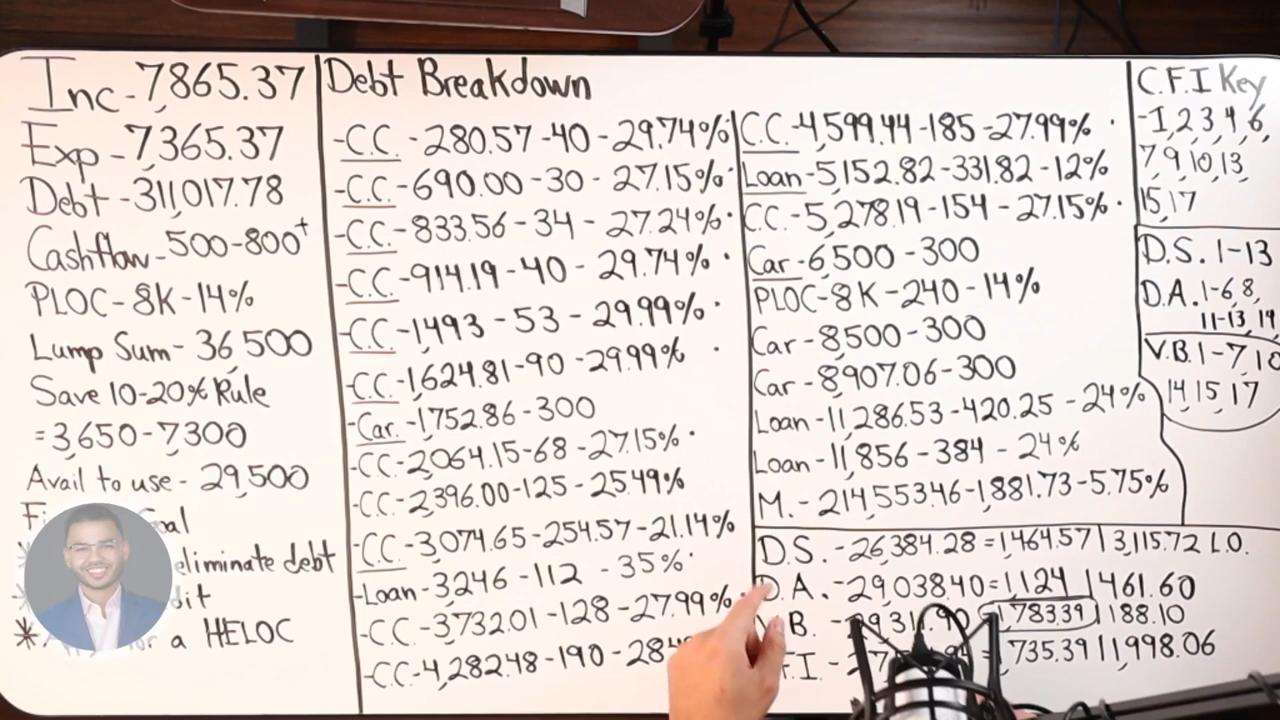 Inc - 7,865.37
Exp - 7,365.37
Debt - 311,017.78
Cashflow - 500-800+
PLOC - 8K - 14%
Lump Sum - 36,500
Save 10-20% Rule
= 3,650 - 7300
Avail to use - 29,500
eliminate debt
a HELOC
Debt Breakdown
-C.C. - 280.57 - 40 - 29.74%
-C.C. - 690.00 - 30 - 27.15%
-C.C. - 833.56 - 34 - 27.24%
-C.C. - 914.19 - 40 - 29.74%
-C.C. - 1,493 - 53 - 29.99%
-C.C. - 1,624.81 - 90 - 29.99%
-Car. - 1,752.86 - 300
-CC - 2,064.15 - 68 - 27.15%
-CC - 2,396.00 - 125 - 25.49%
-CC - 3,074.65 - 254.57 - 21.14%
-Loan - 3,246 - 112 - 35%
-CC - 3,732.01 - 128 - 27.99%
-CC - 4,282.48 - 190 -
C.C. - 4,599.44 - 185 - 27.99%
Loan - 5,152.82 - 331.82 - 12%
CC. - 5,278.19 - 154 - 27.15%
Car - 6,500 - 300
PLOC - 8K - 240 - 14%
Car - 8,500 - 300
Car - 8,907.06 - 300
Loan - 11,286.53 - 420.25 - 24%
Loan - 11,856 - 384 - 24%
M. - 214,553.46 - 1,881.73 - 5.75%
D.S. - 26,384.28 = 1,464.57 | 3,115.72 L.O.
D.A. - 29,038.40 = 1,124 | 461.60
1,783.39 | 188.10
1,735.39 | 1,998.06
C.F.I Key
- 1,2,3,4,6,
7,9,10,13,
15,17
D.S. 1-13
D.A. 1-6,8,
11-13,
V.B. 1-7,
14,15,17